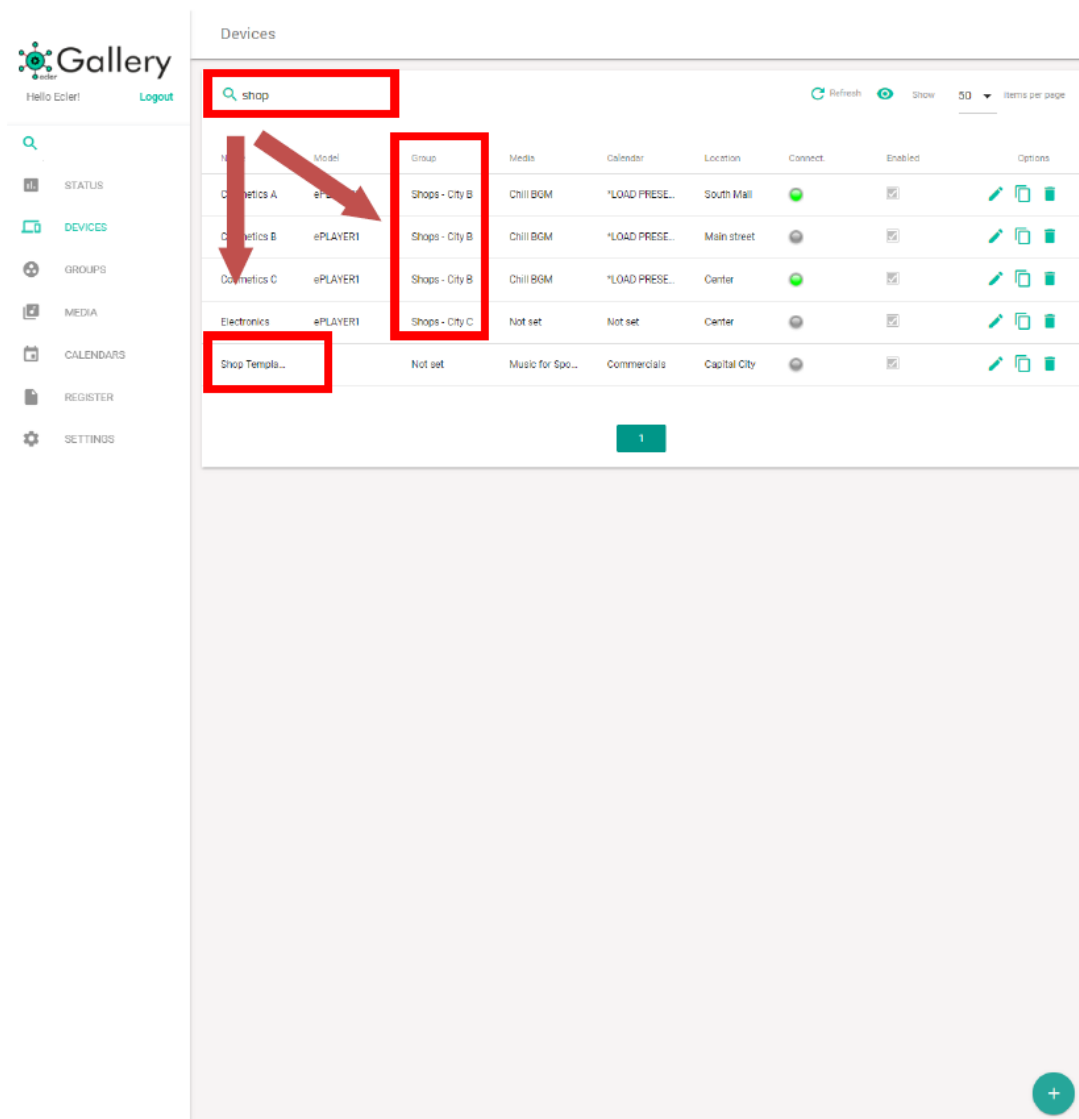 Devices
Gallery
ecler
Hello Ecler! Logout
shop
Refresh Show 50 items per page
STATUS
DEVICES
GROUPS
MEDIA
CALENDARS
REGISTER
SETTINGS
Model Group Media Calendar Location Connect. Enabled Options
Shops - City B Chill BGM *LOAD PRESE... South Mall
ePLAYER1 Shops - City B Chill BGM *LOAD PRESE... Main street
ePLAYER1 Shops - City B Chill BGM *LOAD PRESE... Center
Electronics ePLAYER1 Shops - City C Not set Not set Center
Shop Templa... Not set Music for Spo... Commercials Capital City
1